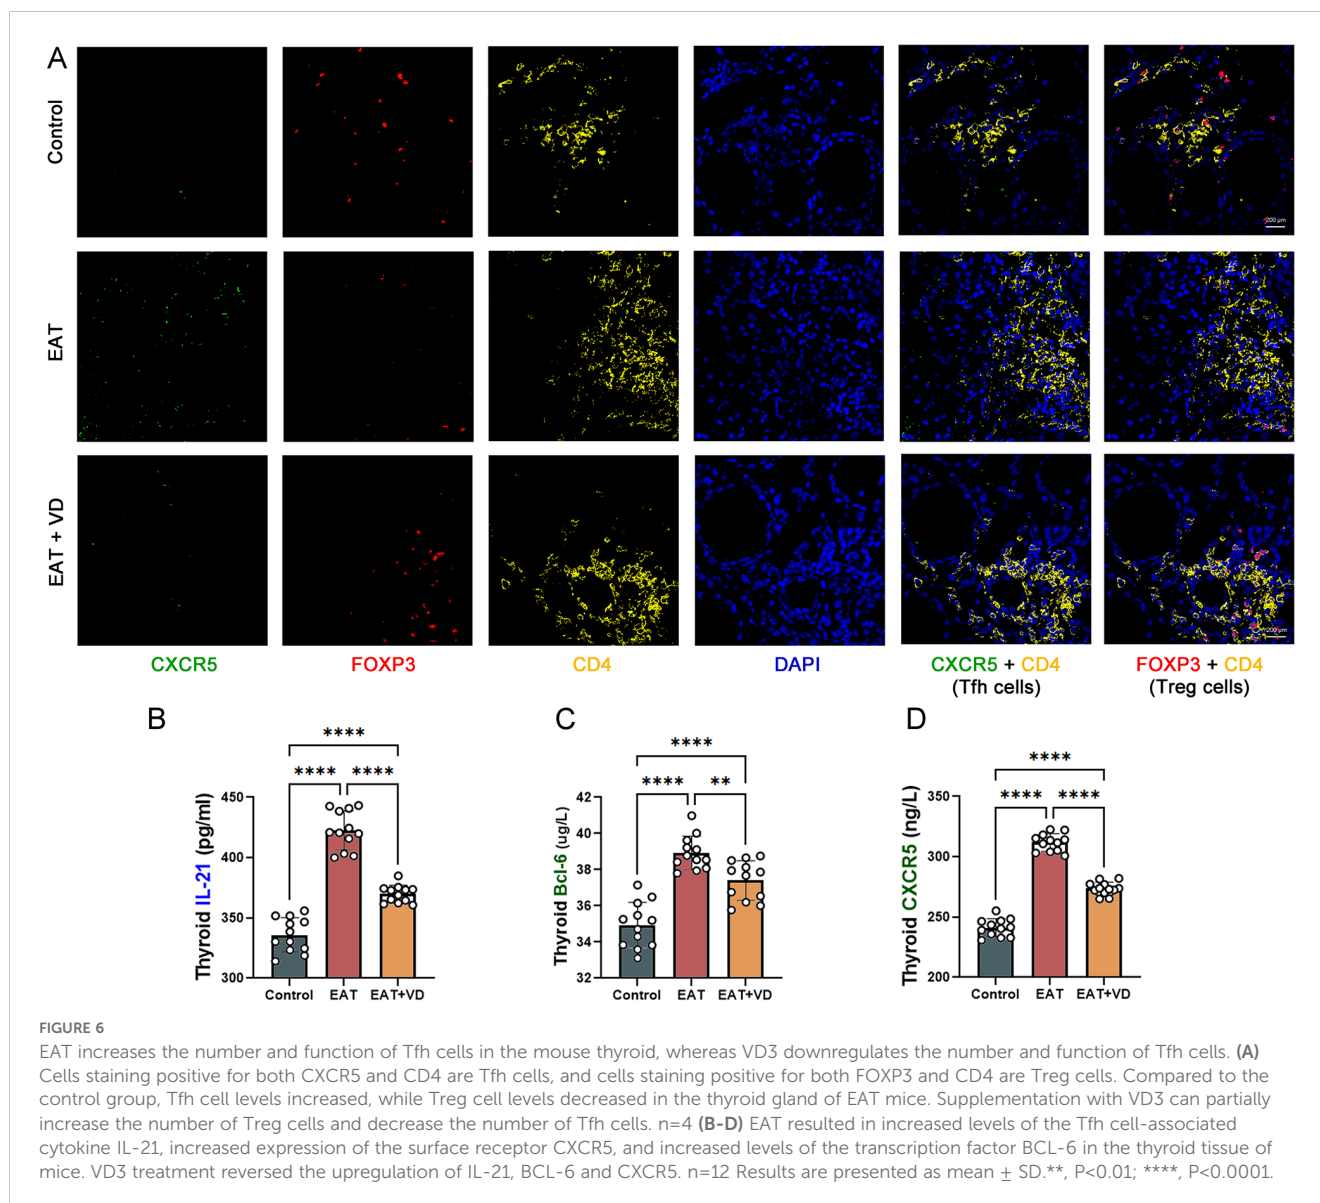 A
Control
200 µm
EAT
EAT + VD
200 µm
CXCR5
FOXP3
CD4
DAPI
CXCR5 + CD4
(Tfh cells)
FOXP3 + CD4
(Treg cells)
B
Thyroid IL-21 (pg/ml)
450
400
350
300
****
**** ****
Control EAT EAT+VD
C
Thyroid Bcl-6 (ug/L)
42
40
38
36
34
32
****
**** **
Control EAT EAT+VD
D
Thyroid CXCR5 (ng/L)
350
300
250
200
****
**** ****
Control EAT EAT+VD
FIGURE 6
EAT increases the number and function of Tfh cells in the mouse thyroid, whereas VD3 downregulates the number and function of Tfh cells. (A)
Cells staining positive for both CXCR5 and CD4 are Tfh cells, and cells staining positive for both FOXP3 and CD4 are Treg cells. Compared to the
control group, Tfh cell levels increased, while Treg cell levels decreased in the thyroid gland of EAT mice. Supplementation with VD3 can partially
increase the number of Treg cells and decrease the number of Tfh cells. n=4 (B-D) EAT resulted in increased levels of the Tfh cell-associated
cytokine IL-21, increased expression of the surface receptor CXCR5, and increased levels of the transcription factor BCL-6 in the thyroid tissue of
mice. VD3 treatment reversed the upregulation of IL-21, BCL-6 and CXCR5. n=12 Results are presented as mean ± SD.**, P<0.01; ****, P<0.0001.